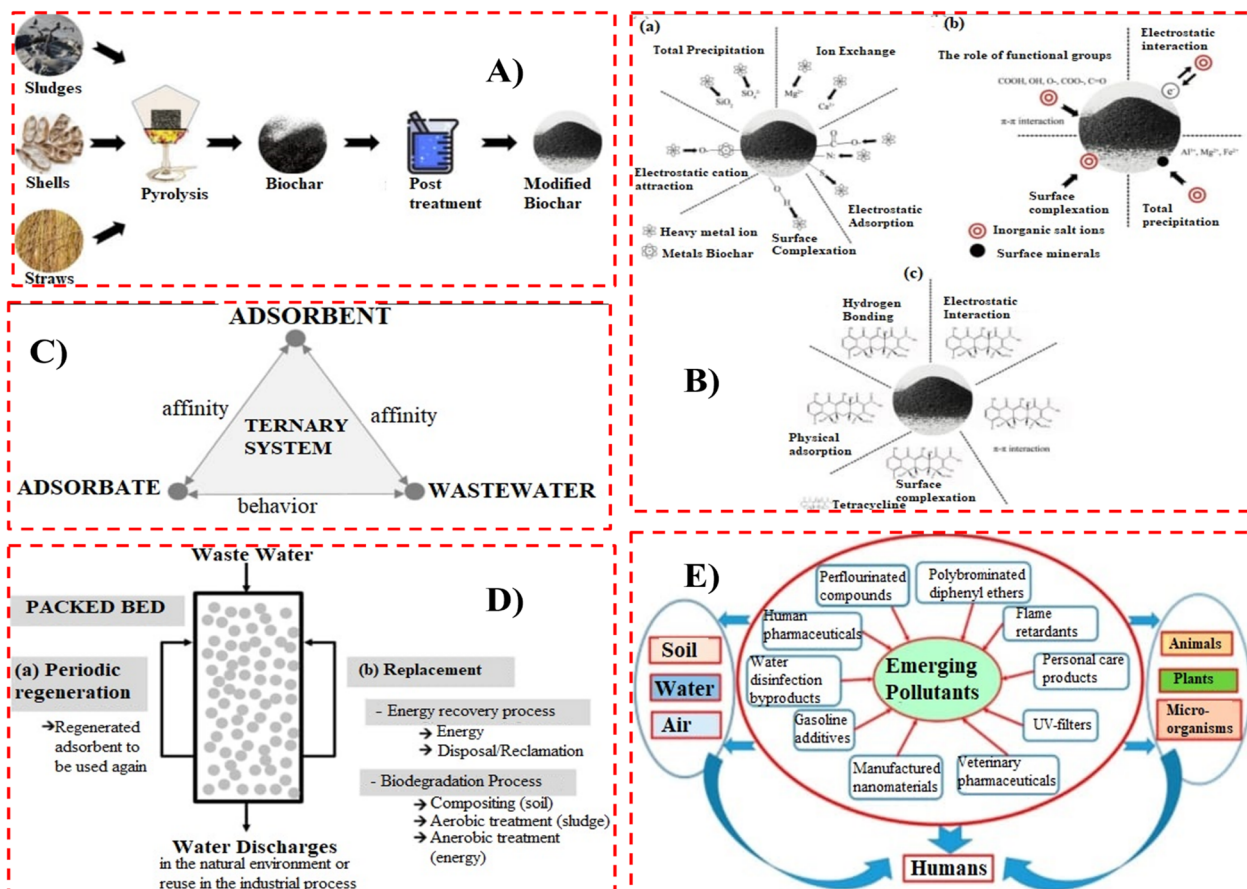 A)
Sludges
Shells
Straws
Pyrolysis
Biochar
Post
treatment
Modified
Biochar
B)
(a)
Total Precipitation
Ion Exchange
SiO₂
SO₄²
Mg²⁺
Ca²⁺
O
C
O
N:
S
O
H
Electrostatic cation
attraction
Electrostatic
Adsorption
Surface
Complexation
Heavy metal ion
Metals Biochar
(b)
Electrostatic
interaction
The role of functional groups
COOH, OH, O-, COO-, C=O
π-π interaction
e⁻
Al³⁺, Mg²⁺, Fe²⁺
Surface
complexation
Total
precipitation
Inorganic salt ions
Surface minerals
(c)
Hydrogen
Bonding
Electrostatic
Interaction
Physical
adsorption
π-π interaction
Surface
complexation
Tetracycline
C)
ADSORBENT
affinity
affinity
TERNARY
SYSTEM
ADSORBATE
WASTEWATER
behavior
D)
Waste Water
PACKED BED
(a) Periodic
regeneration
→Regenerated
adsorbent to
be used again
(b) Replacement
- Energy recovery process
→ Energy
→ Disposal/Reclamation
- Biodegradation Process
→ Compositing (soil)
→ Aerobic treatment (sludge)
→ Anerobic treatment
(energy)
Water Discharges
in the natural environment or
reuse in the industrial process
E)
Soil
Water
Air
Perflourinated
compounds
Polybrominated
diphenyl ethers
Human
pharmaceuticals
Flame
retardants
Water
disinfection
byproducts
Emerging
Pollutants
Personal care
products
Gasoline
additives
UV-filters
Manufactured
nanomaterials
Veterinary
pharmaceuticals
Animals
Plants
Micro-
organisms
Humans